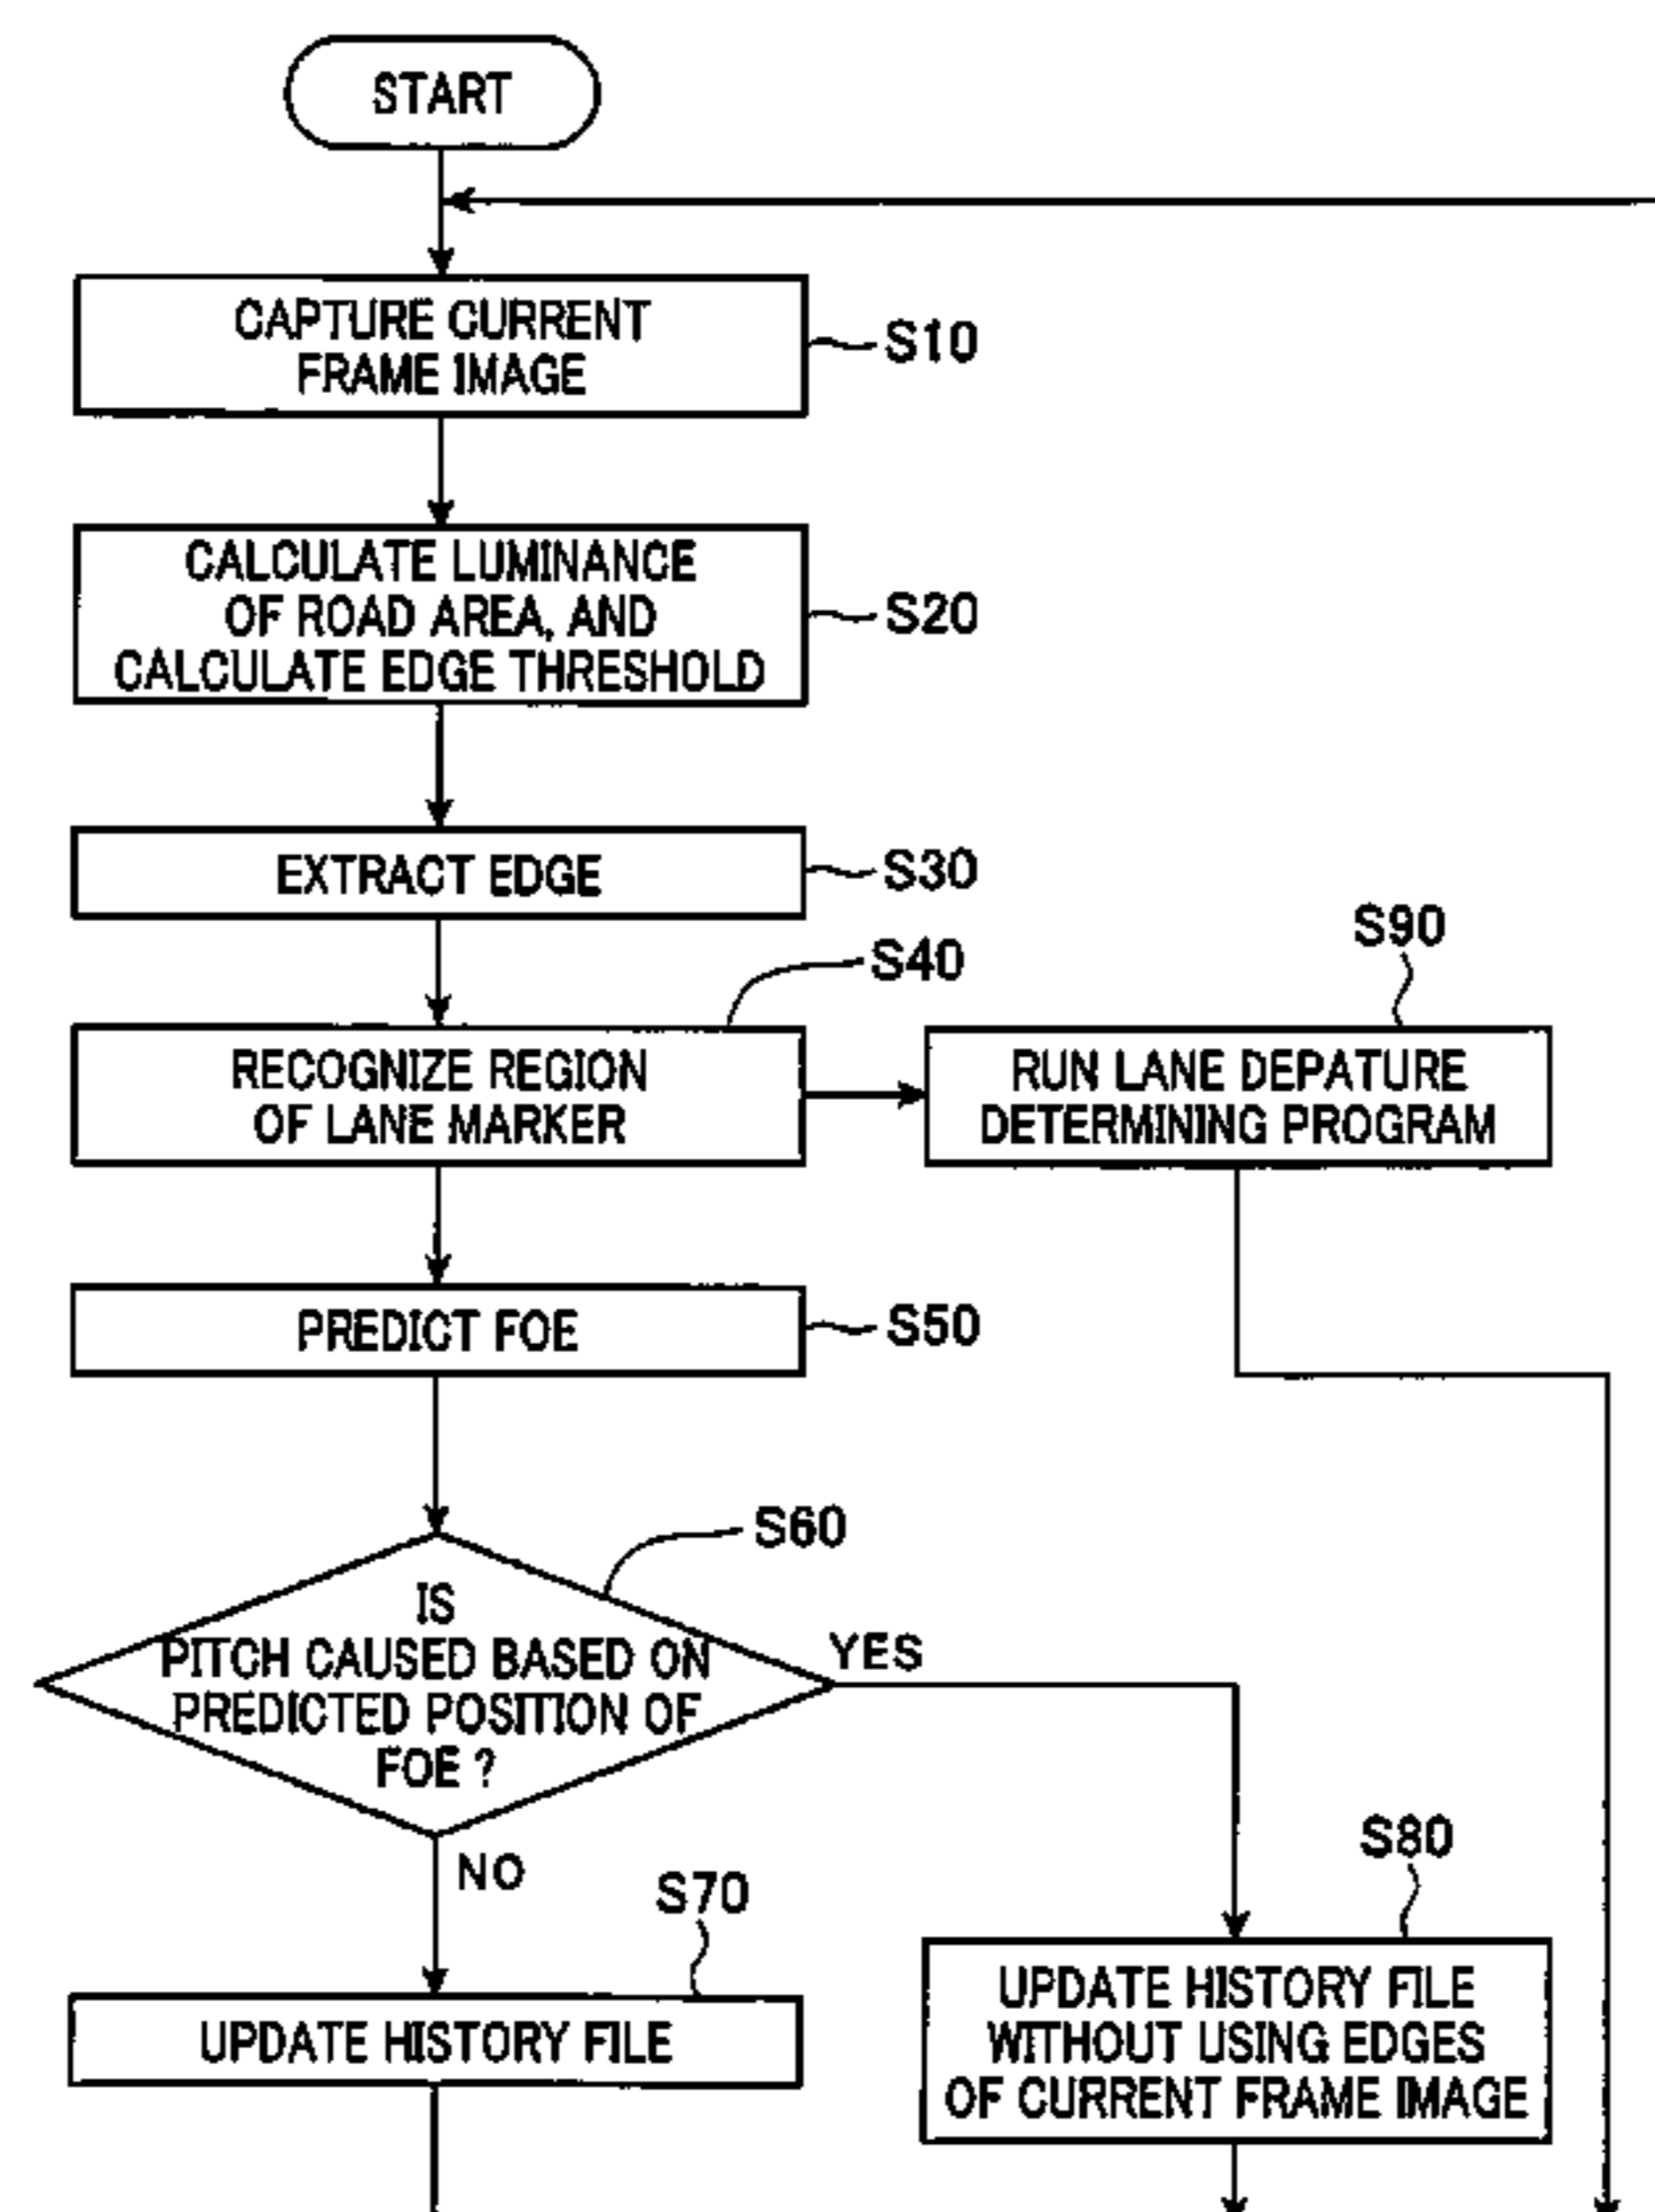 START
CAPTURE CURRENT
FRAME IMAGE
S10
CALCULATE LUMINANCE
OF ROAD AREA, AND
CALCULATE EDGE THRESHOLD
S20
EXTRACT EDGE
S30
S40
RECOGNIZE REGION
OF LANE MARKER
S90
RUN LANE DEPATURE
DETERMINING PROGRAM
PREDICT FOE
S50
S60
IS
PITCH CAUSED BASED ON
PREDICTED POSITION OF
FOE ?
YES
NO
S70
UPDATE HISTORY FILE
S80
UPDATE HISTORY FILE
WITHOUT USING EDGES
OF CURRENT FRAME IMAGE